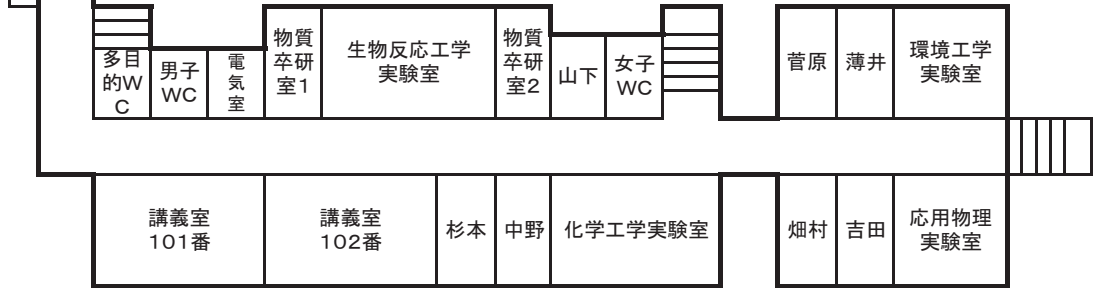 多目
的W
C
男子
WC
電
気
室
物質
卒研
室1
生物反応工学
実験室
物質
卒研
室2
山下
女子
WC
菅原
薄井
環境工学
実験室
講義室
101番
講義室
102番
杉本
中野
化学工学実験室
畑村
吉田
応用物理
実験室